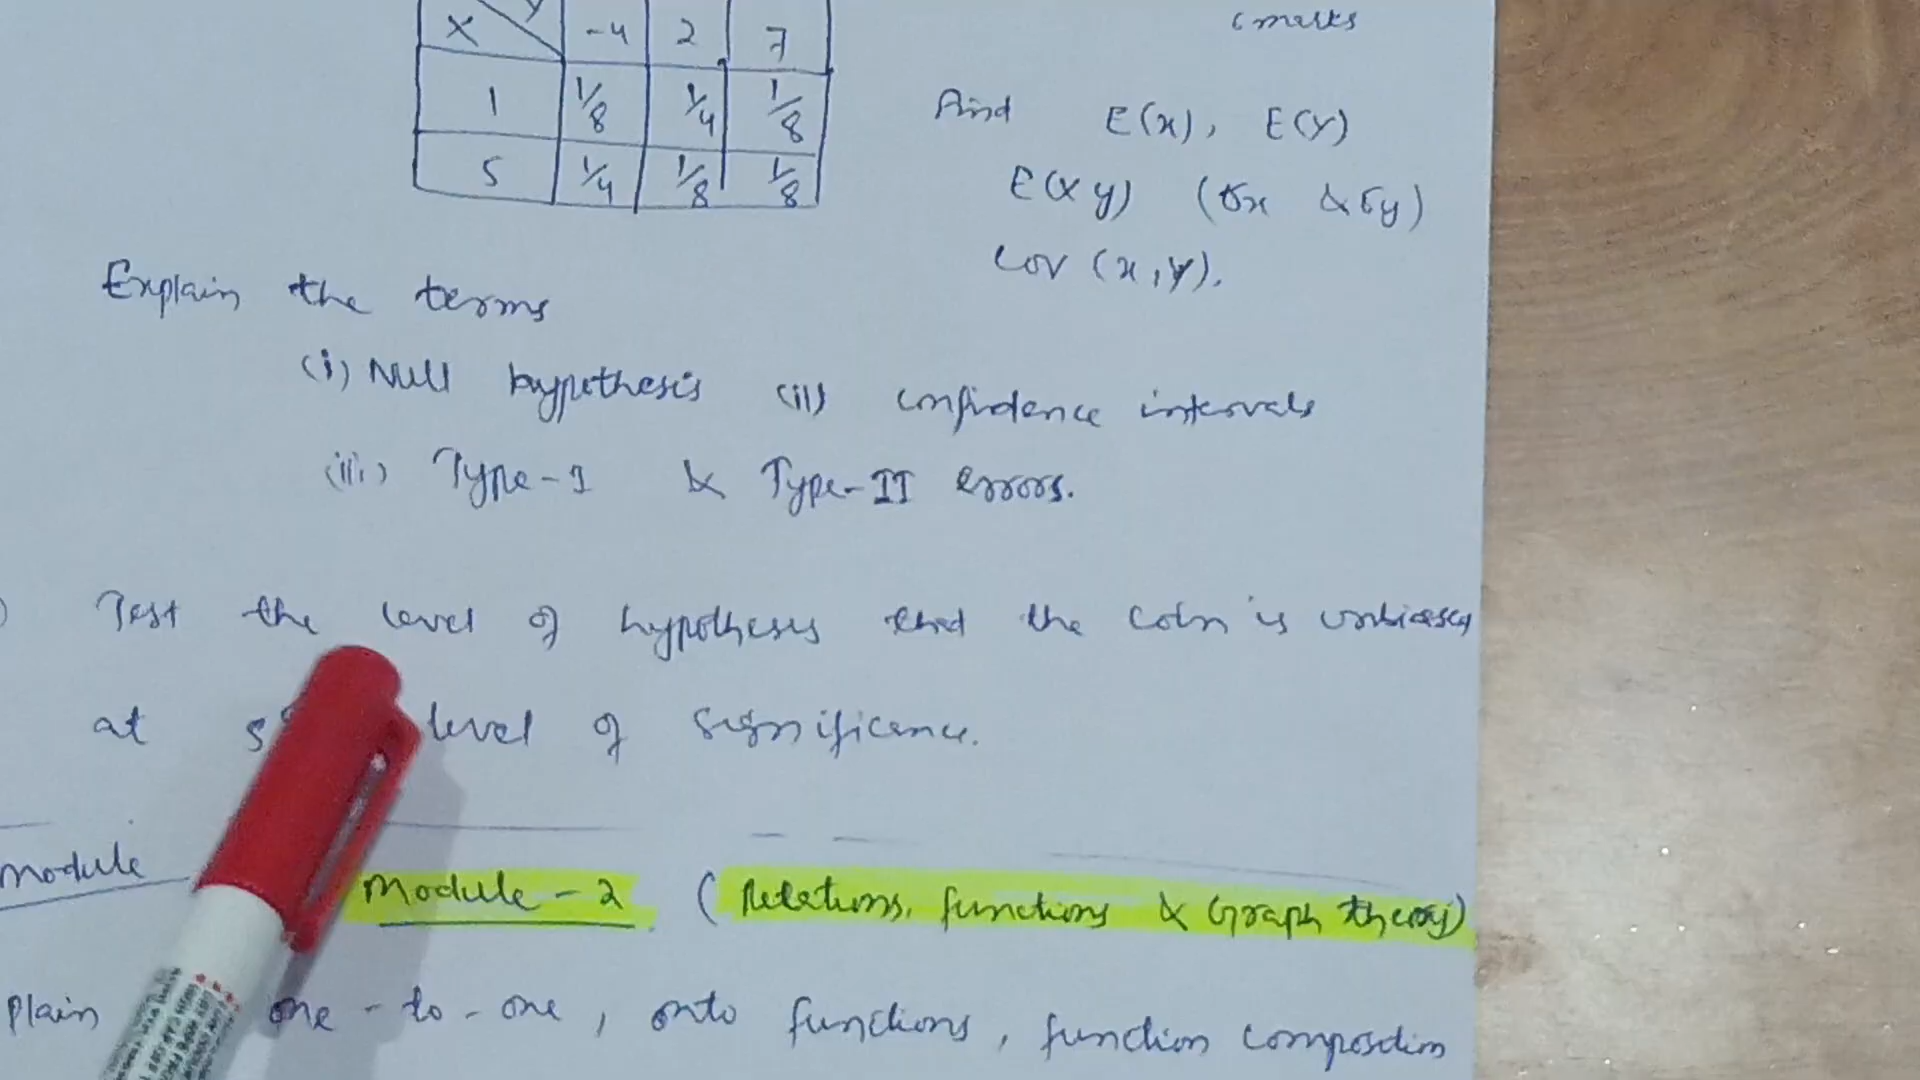 X Y -4 2 7
1 1/8 1/4 1/8
5 1/4 1/8 1/8
Find E(x), E(Y)
E(XY) (σx & σy)
cov (x,Y).
Explain the terms
(i) Null hypothesis (ii) confidence intervals
(iii) Type-I & Type-II errors.
Test the level of hypothesis that the coin is
at level of significance.
module
Module-2 (Relations, functions & Graph theory)
plain one-to-one, onto functions, function composition